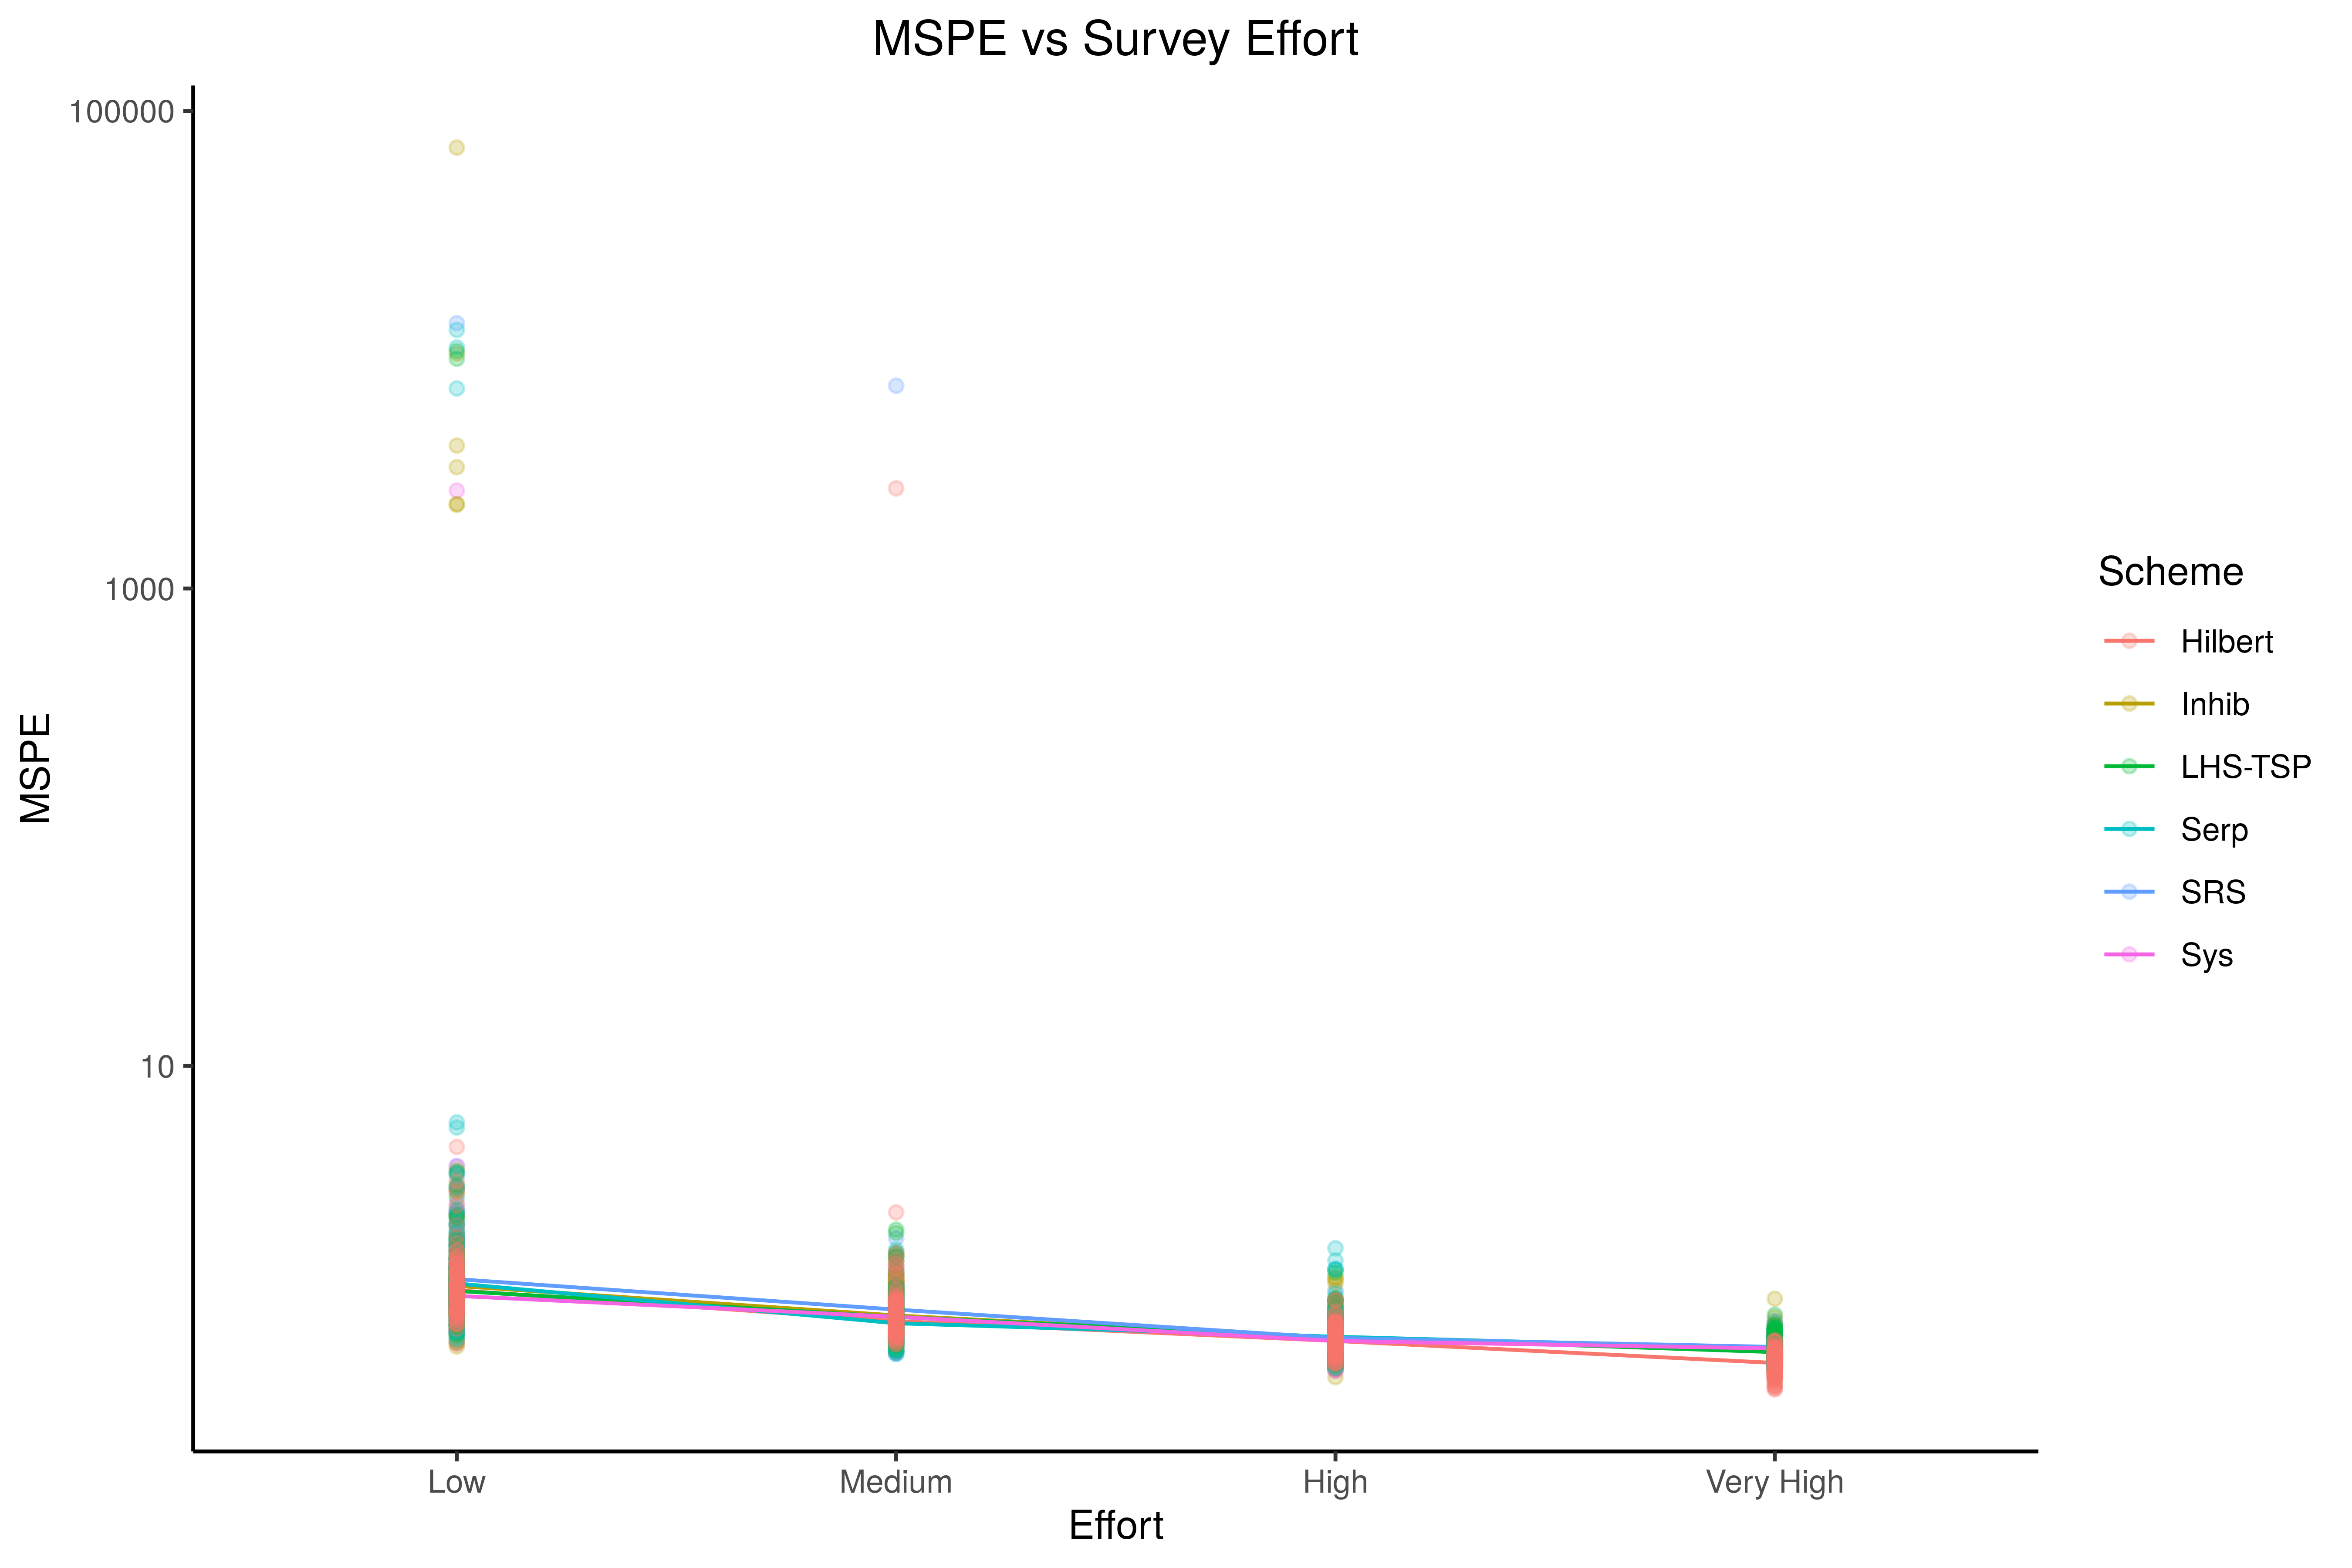 MSPE vs Survey Effort
100000
1000
10
MSPE
Low
Medium
High
Very High
Effort
Scheme
Hilbert
Inhib
LHS-TSP
Serp
SRS
Sys